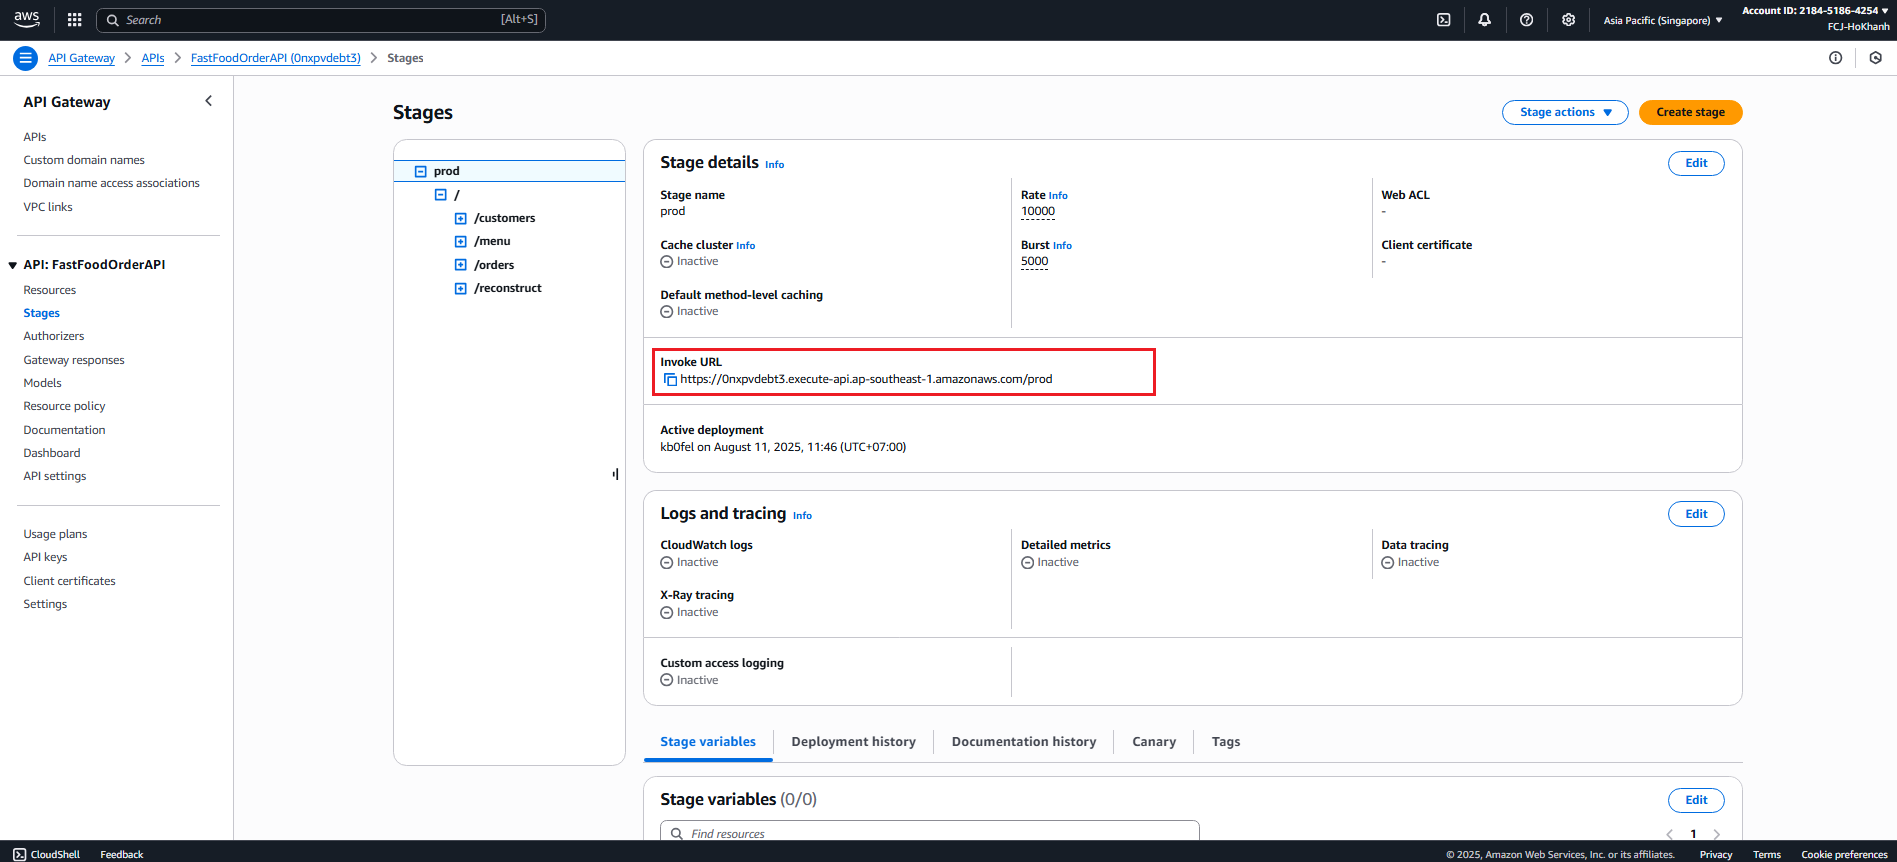 aws
Search
[Alt+S]
Asia Pacific (Singapore)
Account ID: 2184-5186-4254
FCJ-HoKhanh
API Gateway
APIs
FastFoodOrderAPI (0nxpvdebt3)
Stages
API Gateway
APIs
Custom domain names
Domain name access associations
VPC links
API: FastFoodOrderAPI
Resources
Stages
Authorizers
Gateway responses
Models
Resource policy
Documentation
Dashboard
API settings
Usage plans
API keys
Client certificates
Settings
Stages
Stage actions
Create stage
prod
/
/customers
/menu
/orders
/reconstruct
Stage details Info
Edit
Stage name
prod
Rate Info
10000
Web ACL
-
Cache cluster Info
Inactive
Burst Info
5000
Client certificate
-
Default method-level caching
Inactive
Invoke URL
https://0nxpvdebt3.execute-api.ap-southeast-1.amazonaws.com/prod
Active deployment
kb0fel on August 11, 2025, 11:46 (UTC+07:00)
Logs and tracing Info
Edit
CloudWatch logs
Inactive
Detailed metrics
Inactive
Data tracing
Inactive
X-Ray tracing
Inactive
Custom access logging
Inactive
Stage variables
Deployment history
Documentation history
Canary
Tags
Stage variables (0/0)
Edit
Find resources
1
CloudShell
Feedback
© 2025, Amazon Web Services, Inc. or its affiliates.
Privacy
Terms
Cookie preferences